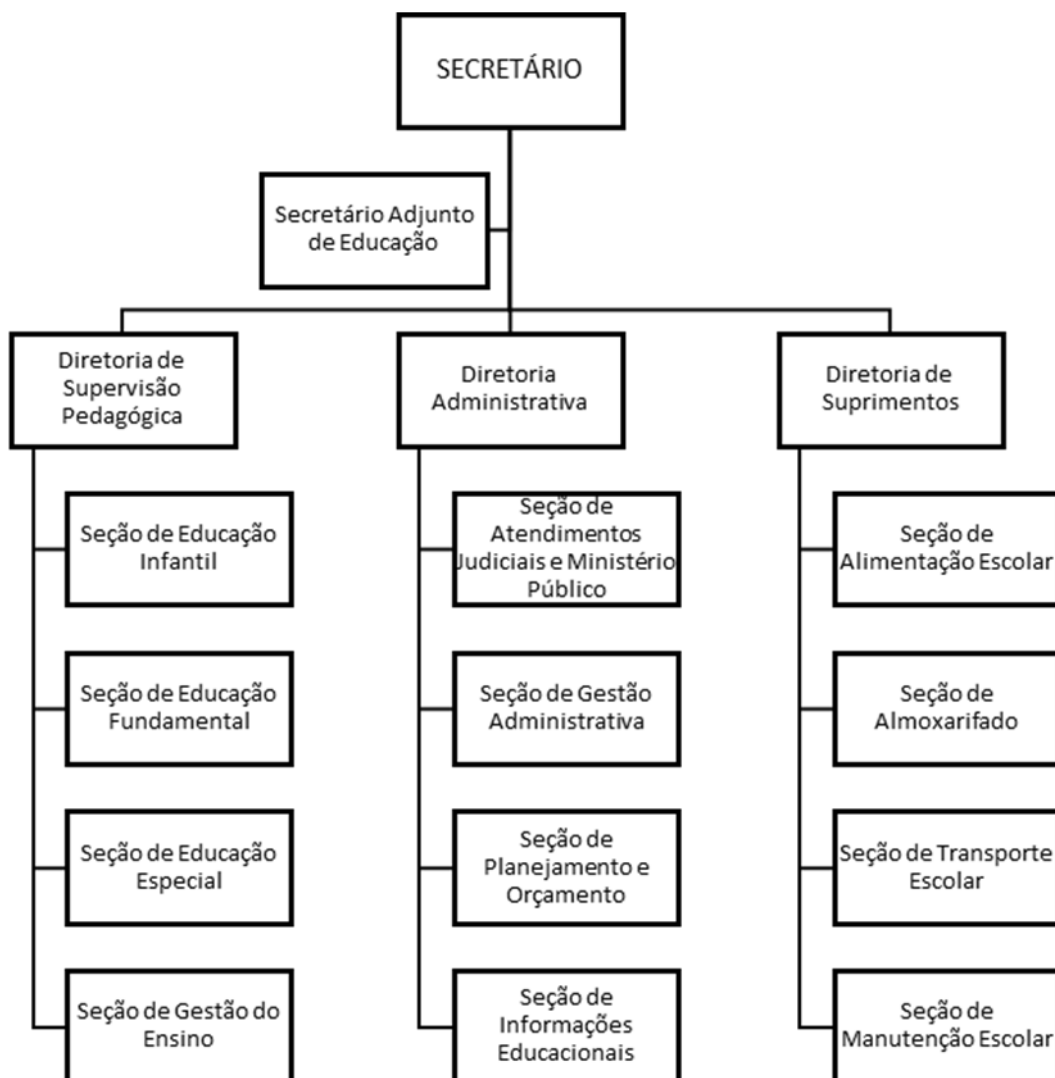 SECRETÁRIO
Secretário Adjunto
de Educação
Diretoria de
Supervisão
Pedagógica
Diretoria
Administrativa
Diretoria de
Suprimentos
Seção de Educação
Infantil
Seção de Educação
Fundamental
Seção de Educação
Especial
Seção de Gestão do
Ensino
Seção de
Atendimentos
Judiciais e Ministério
Público
Seção de Gestão
Administrativa
Seção de
Planejamento e
Orçamento
Seção de
Informações
Educacionais
Seção de
Alimentação Escolar
Seção de
Almoxarifado
Seção de Transporte
Escolar
Seção de
Manutenção Escolar